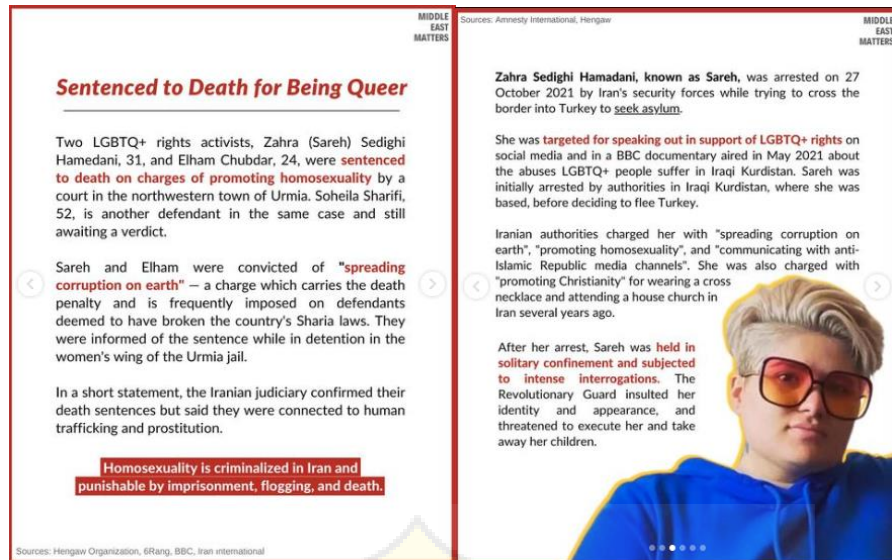 MIDDLE
EAST
MATTERS
Sentenced to Death for Being Queer
Two LGBTQ+ rights activists, Zahra (Sareh) Sedighi
Hamedani, 31, and Elham Chubdar, 24, were sentenced
to death on charges of promoting homosexuality by a
court in the northwestern town of Urmia. Soheila Sharifi,
52, is another defendant in the same case and still
awaiting a verdict.
Sareh and Elham were convicted of "spreading
corruption on earth" — a charge which carries the death
penalty and is frequently imposed on defendants
deemed to have broken the country's Sharia laws. They
were informed of the sentence while in detention in the
women's wing of the Urmia jail.
In a short statement, the Iranian judiciary confirmed their
death sentences but said they were connected to human
trafficking and prostitution.
Homosexuality is criminalized in Iran and
punishable by imprisonment, flogging, and death.
Sources: Hengaw Organization, 6Rang, BBC, Iran International
Sources: Amnesty International, Hengaw
MIDDLE
EAST
MATTERS
Zahra Sedighi Hamadani, known as Sareh, was arrested on 27
October 2021 by Iran's security forces while trying to cross the
border into Turkey to seek asylum.
She was targeted for speaking out in support of LGBTQ+ rights on
social media and in a BBC documentary aired in May 2021 about
the abuses LGBTQ+ people suffer in Iraqi Kurdistan. Sareh was
initially arrested by authorities in Iraqi Kurdistan, where she was
based, before deciding to flee Turkey.
Iranian authorities charged her with "spreading corruption on
earth", "promoting homosexuality", and "communicating with anti-
Islamic Republic media channels". She was also charged with
"promoting Christianity" for wearing a cross
necklace and attending a house church in
Iran several years ago.
After her arrest, Sareh was held in
solitary confinement and subjected
to intense interrogations. The
Revolutionary Guard insulted her
identity and appearance, and
threatened to execute her and take
away her children.